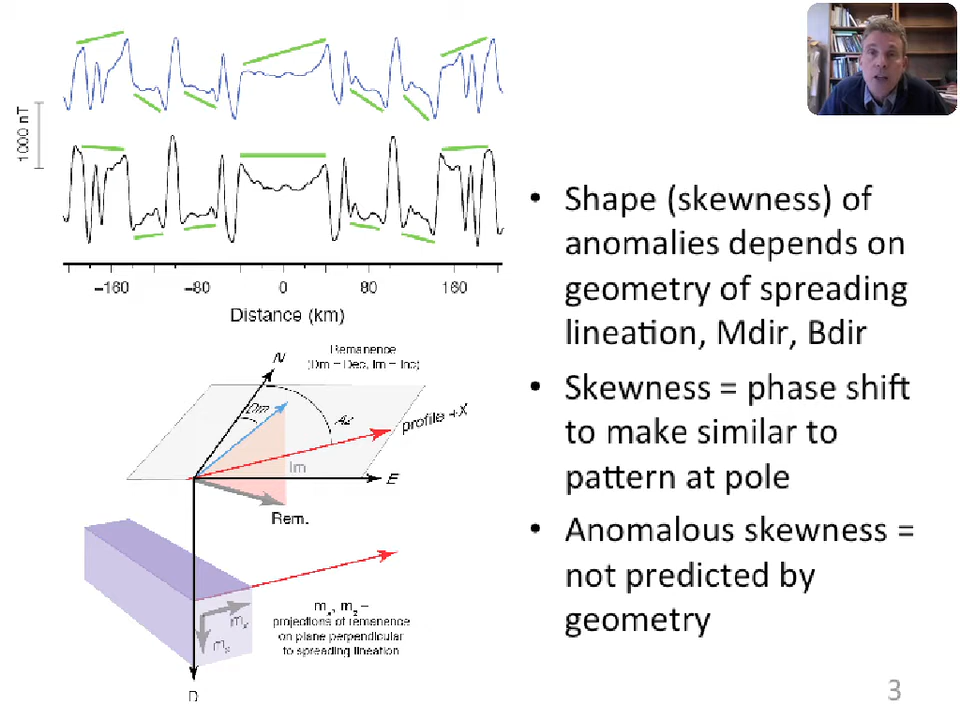 1000 nT
−160
−80
0
80
160
Distance (km)
N
Remanence
(Dm = Dec, Im = Inc)
Dm
Az
profile +X
Im
E
Rem.
mx
mz
mx, mz =
projections of remanence
on plane perpendicular
to spreading lineation
D
• Shape (skewness) of
anomalies depends on
geometry of spreading
lineation, Mdir, Bdir
• Skewness = phase shift
to make similar to
pattern at pole
• Anomalous skewness =
not predicted by
geometry
3